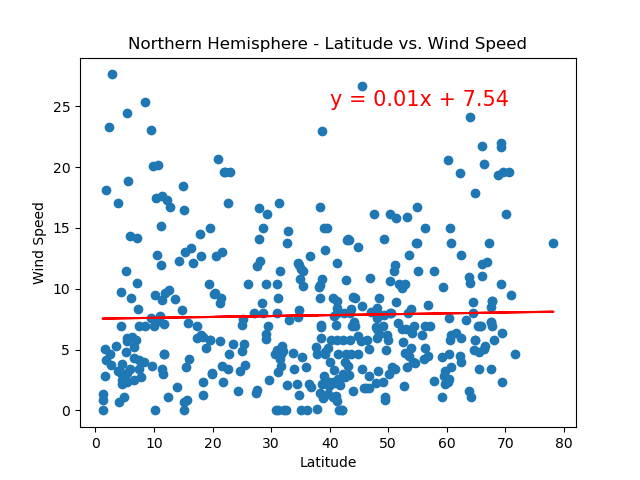 Northern Hemisphere - Latitude vs. Wind Speed
y = 0.01x + 7.54
25
20
15
10
5
0
Wind Speed
0 10 20 30 40 50 60 70 80
Latitude